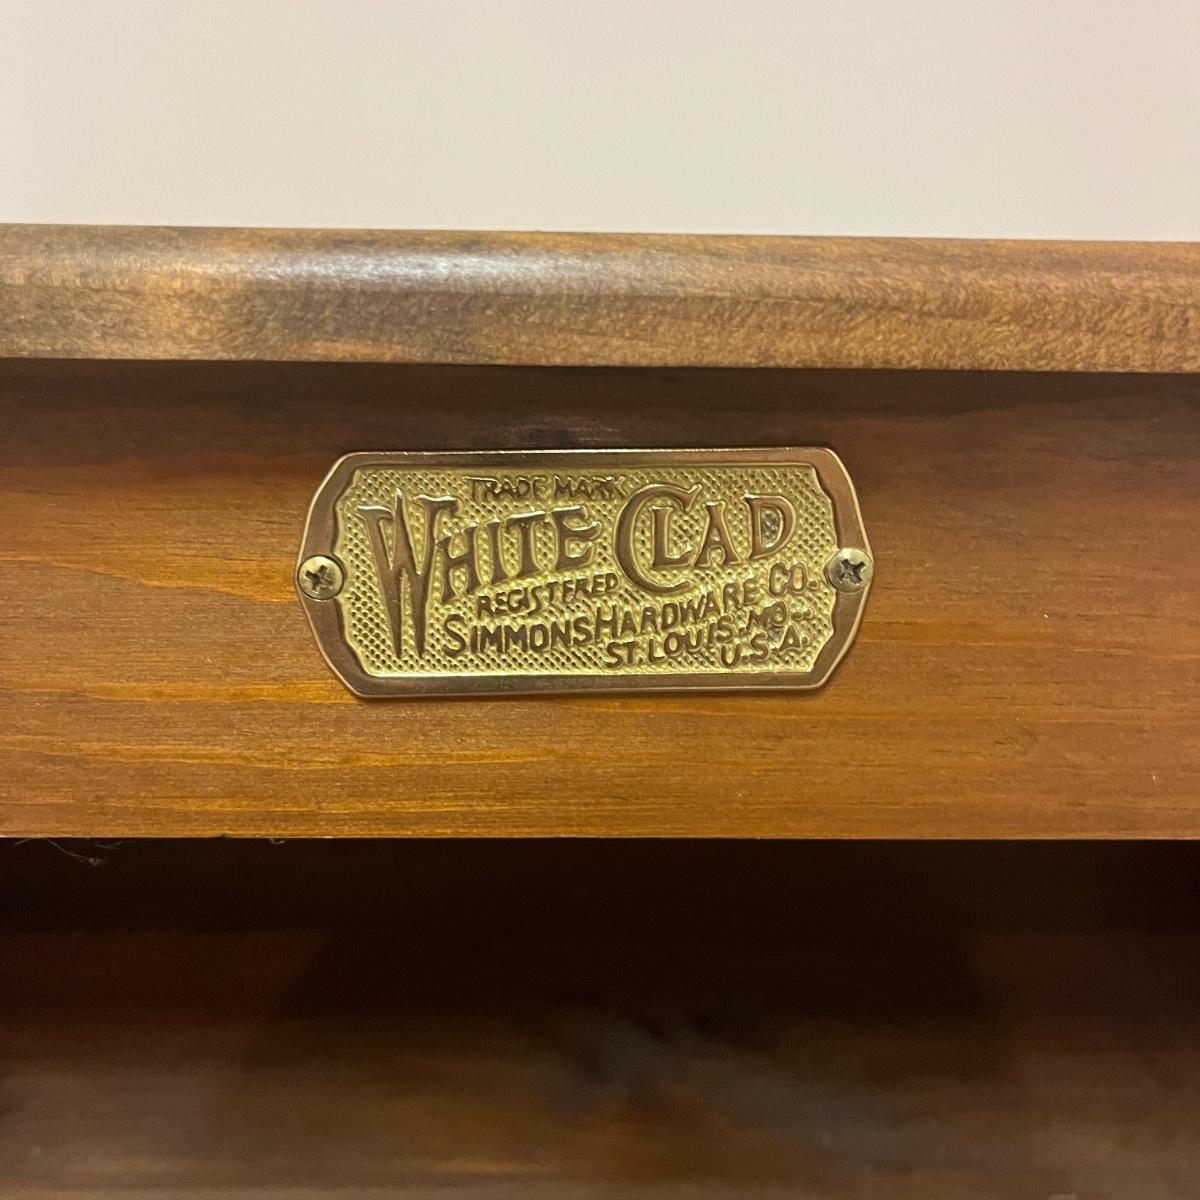 TRADE MARK
WHITE CLAD
REGISTERED
SIMMONS HARDWARE CO.
ST. LOUIS. MO..
U.S.A.